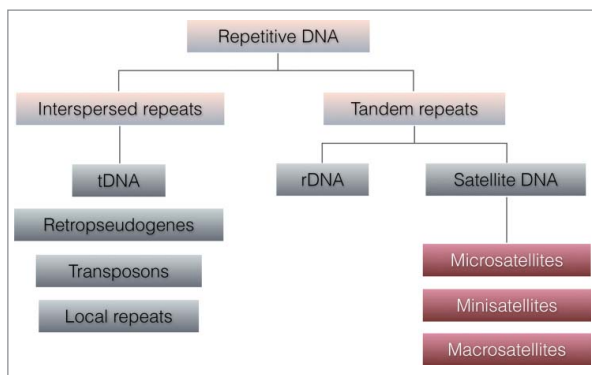 Repetitive DNA
Interspersed repeats
Tandem repeats
tDNA
rDNA
Satellite DNA
Retropseudogenes
Transposons
Local repeats
Microsatellites
Minisatellites
Macrosatellites